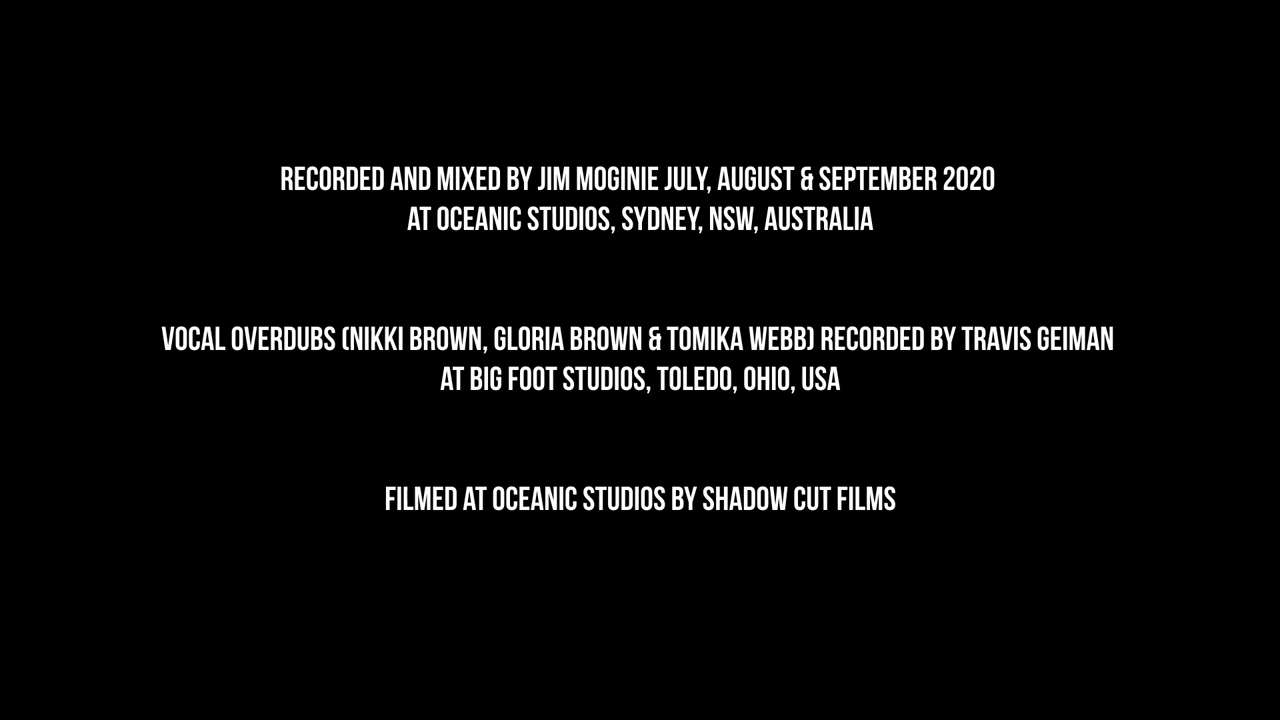 RECORDED AND MIXED BY JIM MOGINIE JULY, AUGUST & SEPTEMBER 2020
AT OCEANIC STUDIOS, SYDNEY, NSW, AUSTRALIA
VOCAL OVERDUBS (NIKKI BROWN, GLORIA BROWN & TOMIKA WEBB) RECORDED BY TRAVIS GEIMAN
AT BIG FOOT STUDIOS, TOLEDO, OHIO, USA
FILMED AT OCEANIC STUDIOS BY SHADOW CUT FILMS